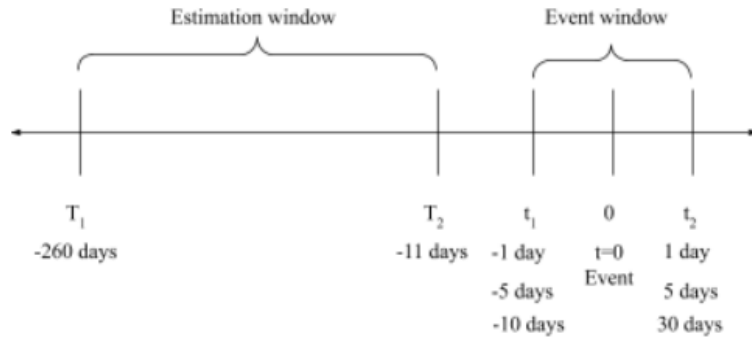 Estimation window Event window
T₁ T₂ t₁ 0 t₂
-260 days -11 days -1 day t=0 1 day
Event
-5 days 5 days
-10 days 30 days